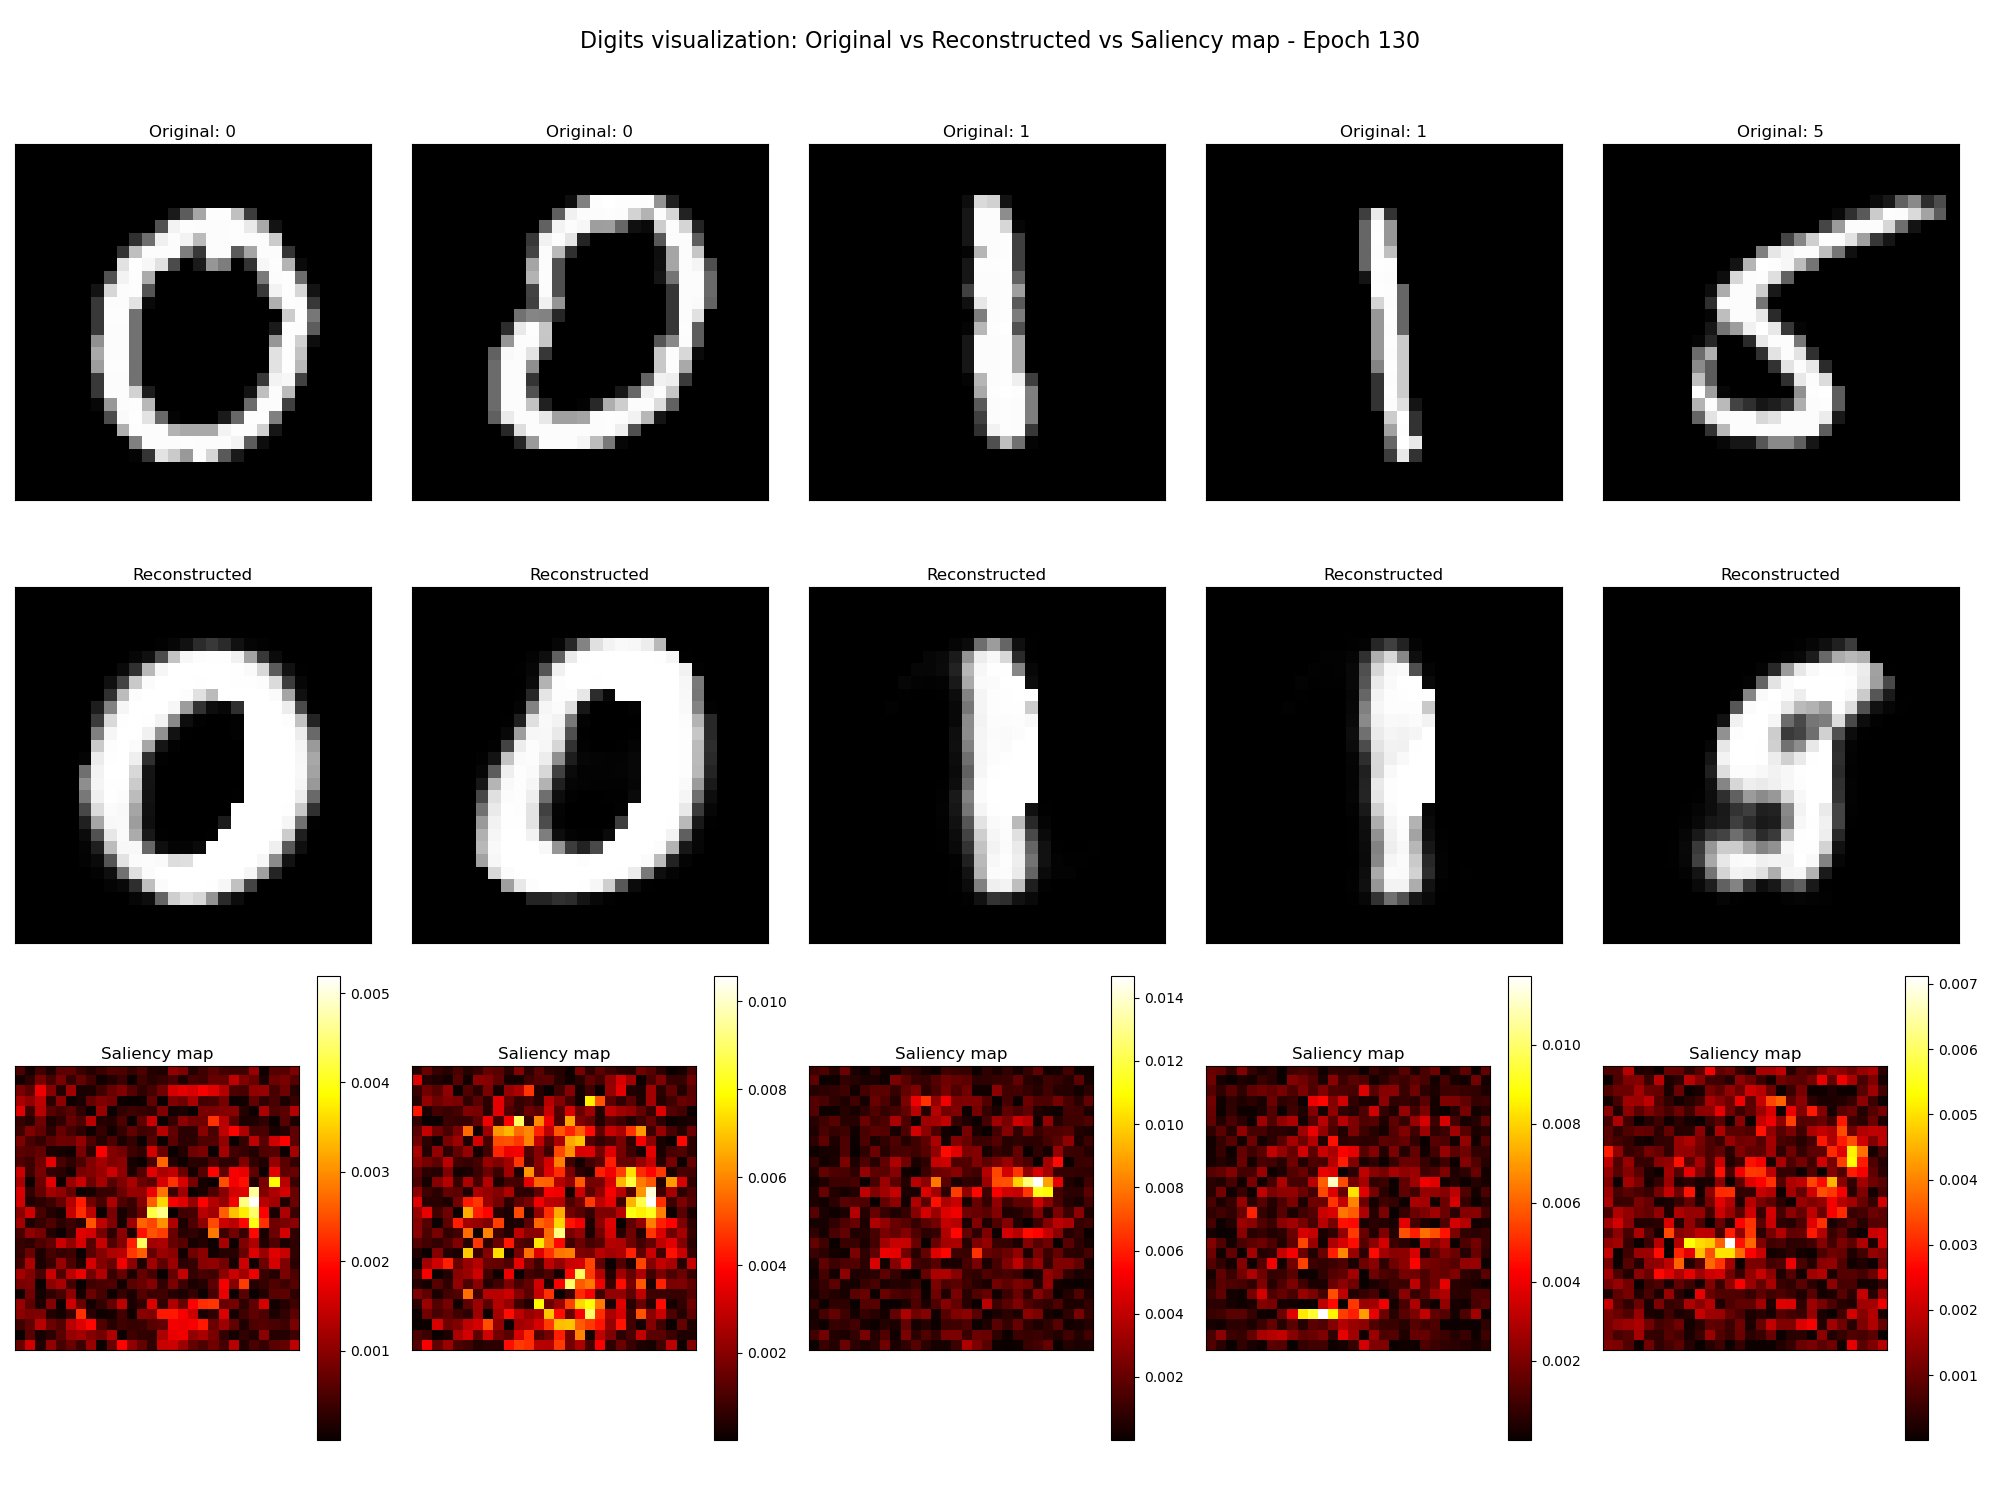 Digits visualization: Original vs Reconstructed vs Saliency map - Epoch 130
Original: 0
Original: 0
Original: 1
Original: 1
Original: 5
Reconstructed
Reconstructed
Reconstructed
Reconstructed
Reconstructed
Saliency map
0.005
0.004
0.003
0.002
0.001
Saliency map
0.010
0.008
0.006
0.004
0.002
Saliency map
0.014
0.012
0.010
0.008
0.006
0.004
0.002
Saliency map
0.010
0.008
0.006
0.004
0.002
Saliency map
0.007
0.006
0.005
0.004
0.003
0.002
0.001